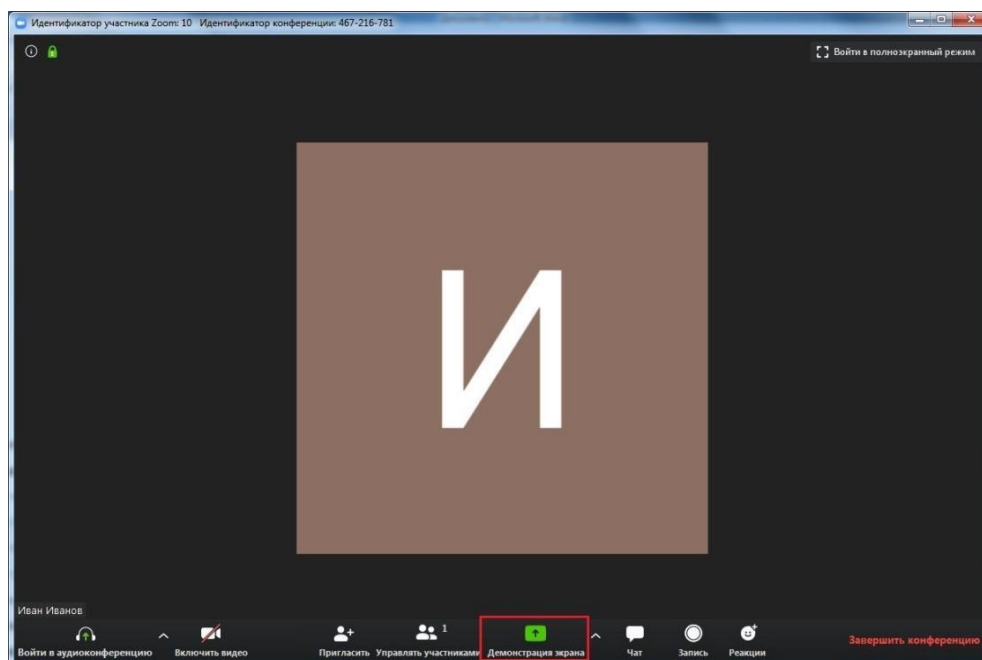 Идентификатор участника Zoom: 10 Идентификатор конференции: 467-216-781
Войти в полноэкранный режим
И
Иван Иванов
1
Войти в аудиоконференцию Включить видео Пригласить Управлять участниками Демонстрация экрана Чат Запись Реакции Завершить конференцию